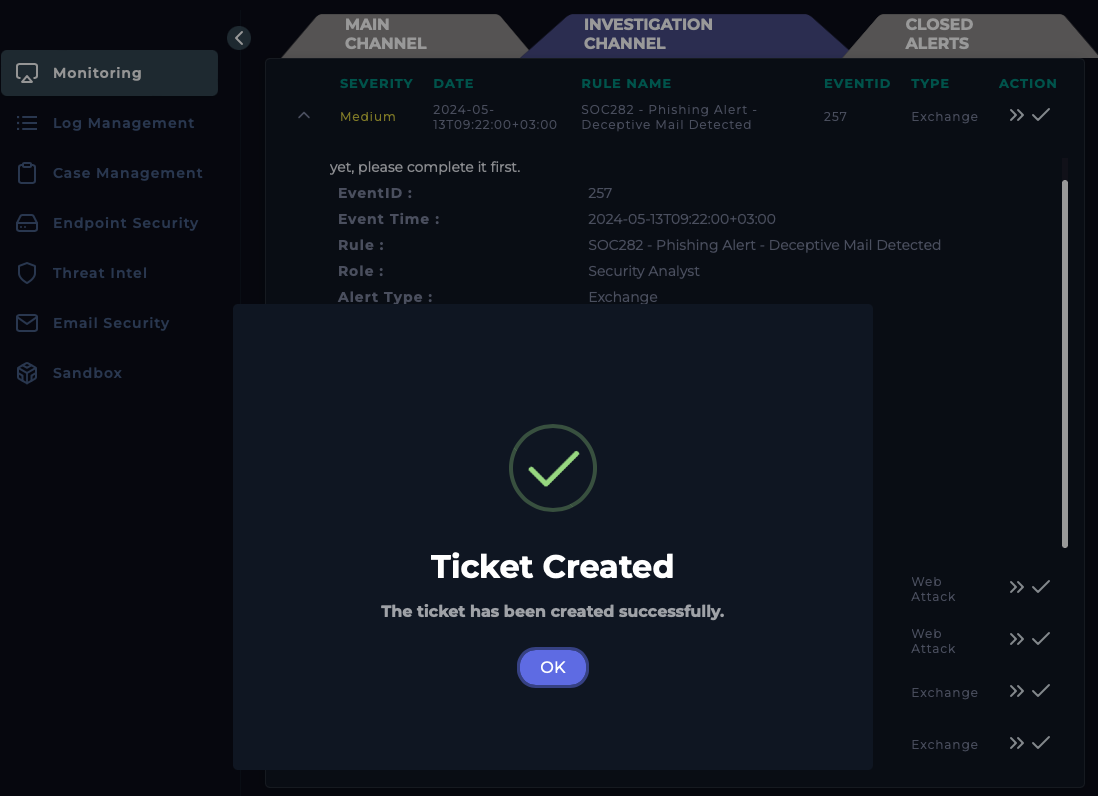 MAIN
CHANNEL
INVESTIGATION
CHANNEL
CLOSED
ALERTS
Monitoring
Log Management
Case Management
Endpoint Security
Threat Intel
Email Security
Sandbox
SEVERITY DATE RULE NAME EVENTID TYPE ACTION
Medium
2024-05-
13T09:22:00+03:00
SOC282 - Phishing Alert -
Deceptive Mail Detected
257
Exchange
yet, please complete it first.
EventID : 257
Event Time : 2024-05-13T09:22:00+03:00
Rule : SOC282 - Phishing Alert - Deceptive Mail Detected
Role : Security Analyst
Alert Type : Exchange
Ticket Created
The ticket has been created successfully.
OK
Web
Attack
Web
Attack
Exchange
Exchange